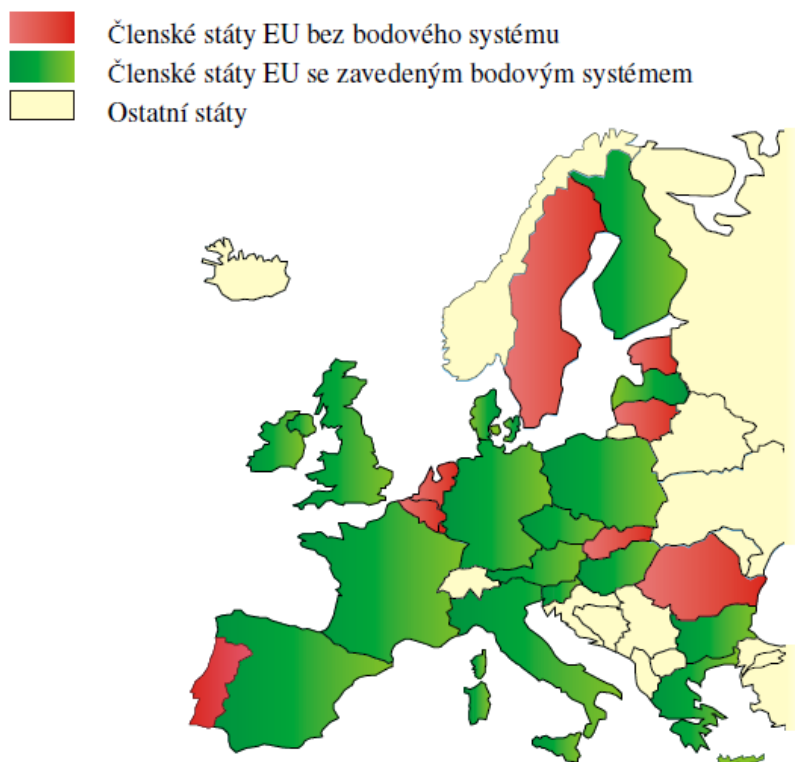 Členské státy EU bez bodového systému
Členské státy EU se zavedeným bodovým systémem
Ostatní státy